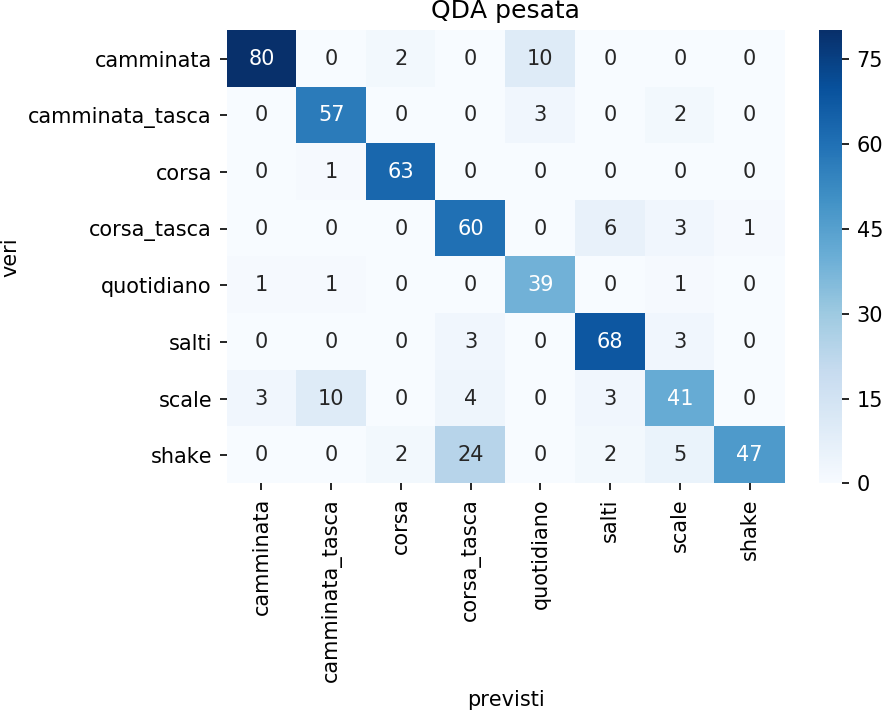 QDA pesata
camminata 80 0 2 0 10 0 0 0
camminata_tasca 0 57 0 0 3 0 2 0
corsa 0 1 63 0 0 0 0 0
corsa_tasca 0 0 0 60 0 6 3 1
quotidiano 1 1 0 0 39 0 1 0
salti 0 0 0 3 0 68 3 0
scale 3 10 0 4 0 3 41 0
shake 0 0 2 24 0 2 5 47
veri
camminata
camminata_tasca
corsa
corsa_tasca
quotidiano
salti
scale
shake
previsti
75
60
45
30
15
0